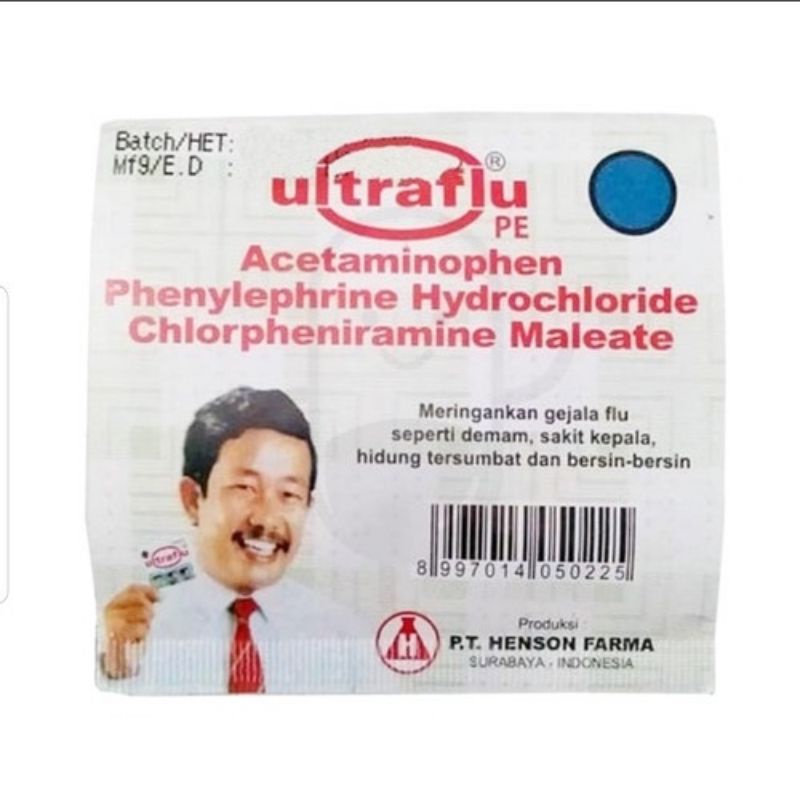 Batch/HET:
Mf9/E.D :
ultraflu®
PE
Acetaminophen
Phenylephrine Hydrochloride
Chlorpheniramine Maleate
Meringankan gejala flu
seperti demam, sakit kepala,
hidung tersumbat dan bersin-bersin
ultraflu
8 997014 050225
Produksi :
H
P.T. HENSON FARMA
SURABAYA - INDONESIA